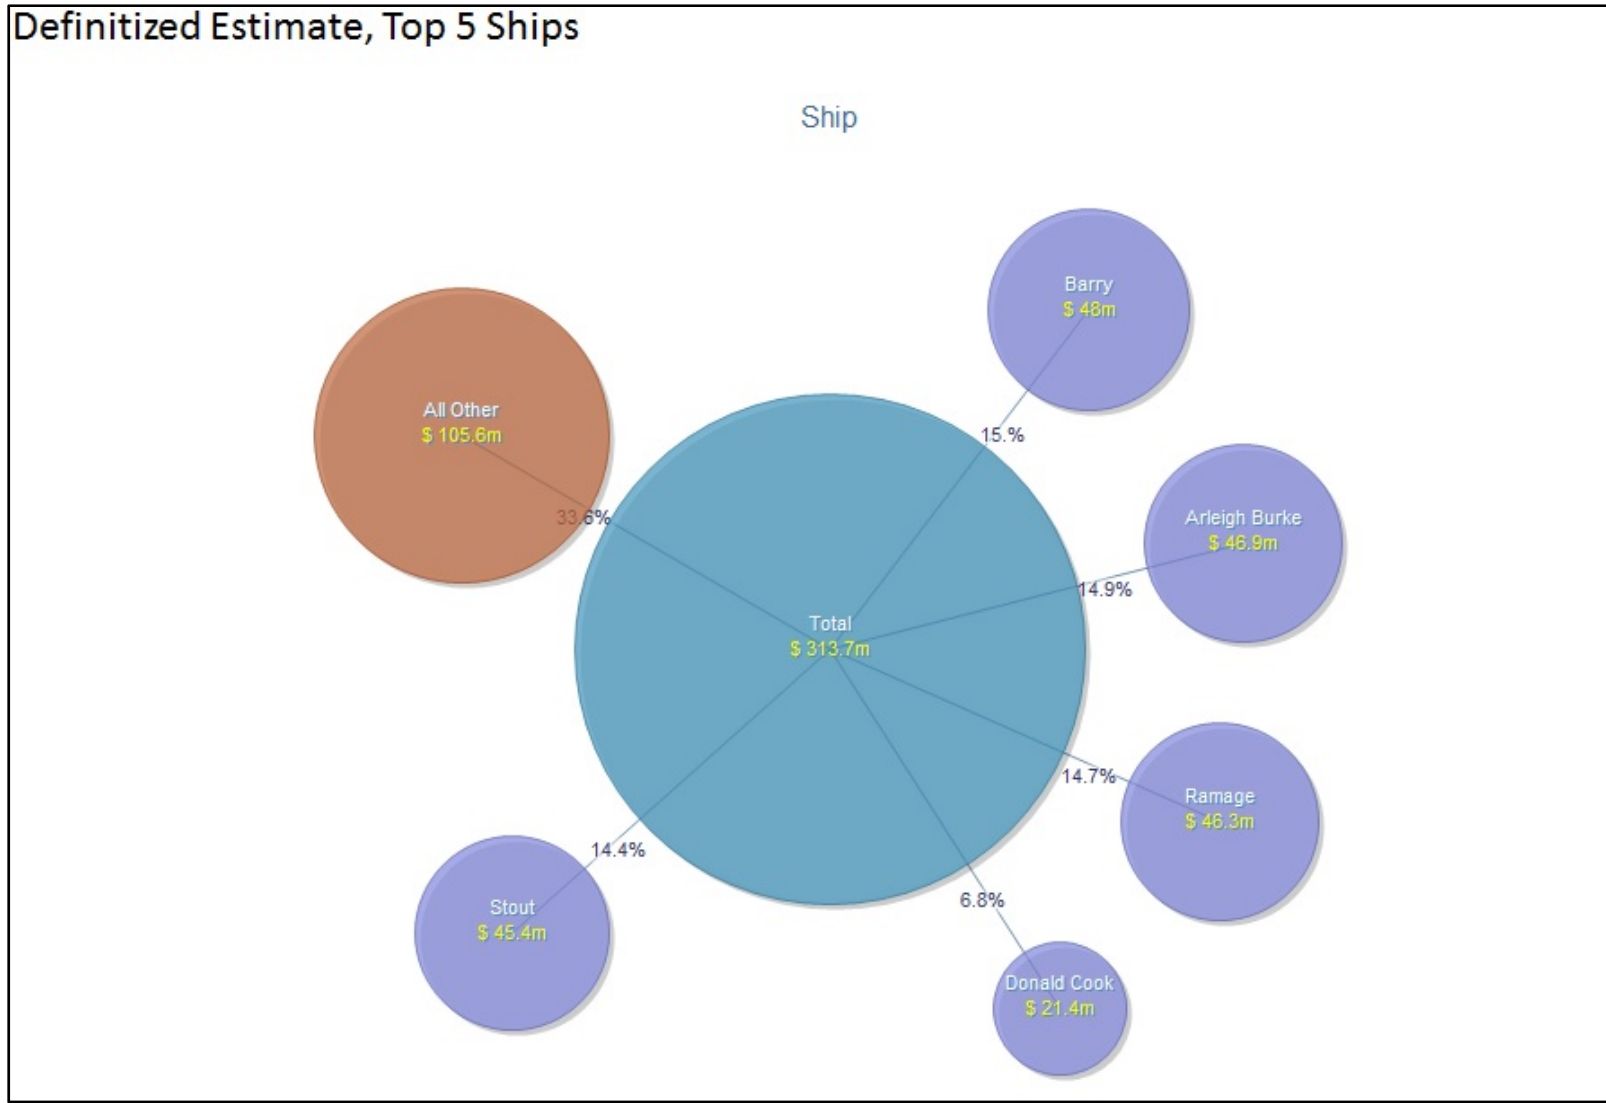 Definitized Estimate, Top 5 Ships
Ship
Barry
$ 48m
All Other
$ 105.6m
15.%
33.6%
Arleigh Burke
$ 46.9m
14.9%
Total
$ 313.7m
14.7%
Ramage
$ 46.3m
14.4%
6.8%
Stout
$ 45.4m
Donald Cook
$ 21.4m